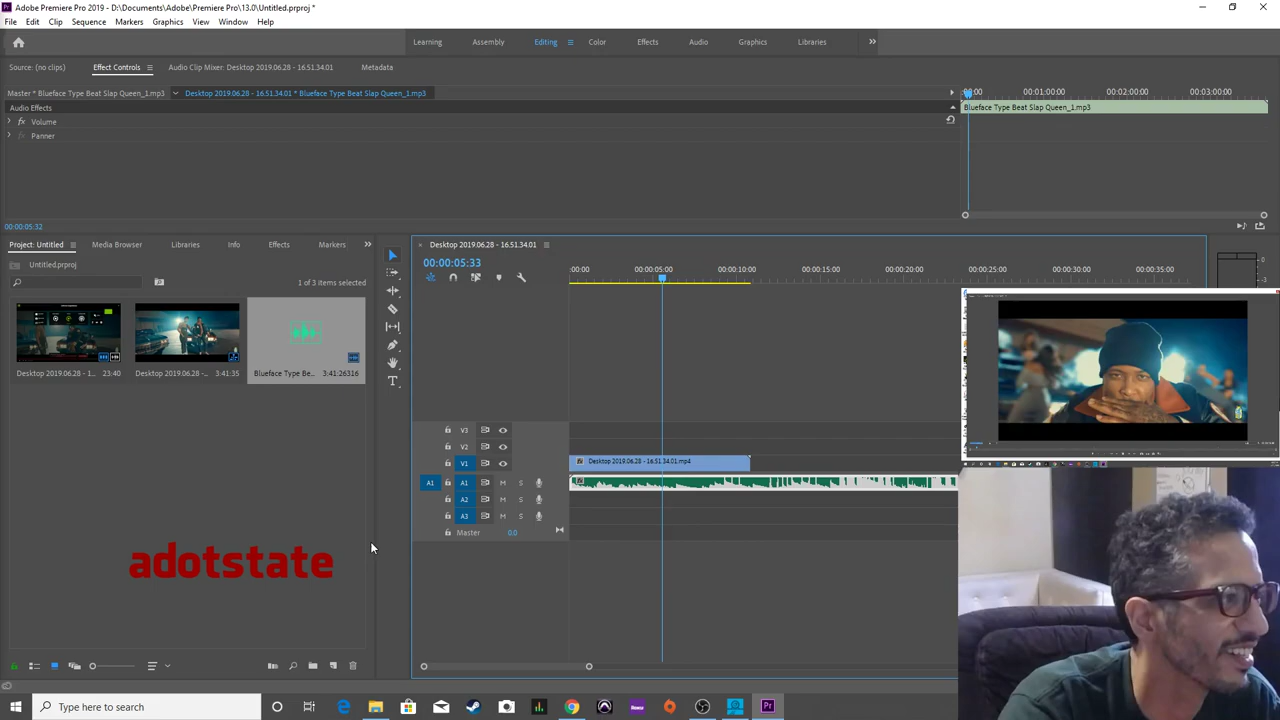 Adobe Premiere Pro 2019 - D:\Documents\Adobe\Premiere Pro\13.0\Untitled.prproj *
File Edit Clip Sequence Markers Graphics View Window Help
Learning Assembly Editing Color Effects Audio Graphics Libraries
Source: (no clips) Effect Controls Audio Clip Mixer: Desktop 2019.06.28 - 16.51.34.01 Metadata
Master * Blueface Type Beat Slap Queen_1.mp3 Desktop 2019.06.28 - 16.51.34.01 * Blueface Type Beat Slap Queen_1.mp3 :00:00 00:01:00:00 00:02:00:00 00:03:00:00
Audio Effects Blueface Type Beat Slap Queen_1.mp3
fx Volume
fx Panner
00:00:05:32
Project: Untitled Media Browser Libraries Info Effects Markers
Untitled.prproj
1 of 3 items selected
Desktop 2019.06.28 - 1... 23:40 Desktop 2019.06.28 -... 3:41:35 Blueface Type Be... 3:41:26316
Desktop 2019.06.28 - 16.51.34.01
00:00:05:33
:00:00 00:00:05:00 00:00:10:00 00:00:15:00 00:00:20:00 00:00:25:00 00:00:30:00 00:00:35:00
0
-3
V3
V2
V1 fx Desktop 2019.06.28 - 16.51.34.01.mp4
A1 A1 M S fx
A2 M S
A3 M S
Master 0.0
adotstate
Type here to search
Roku
Pr